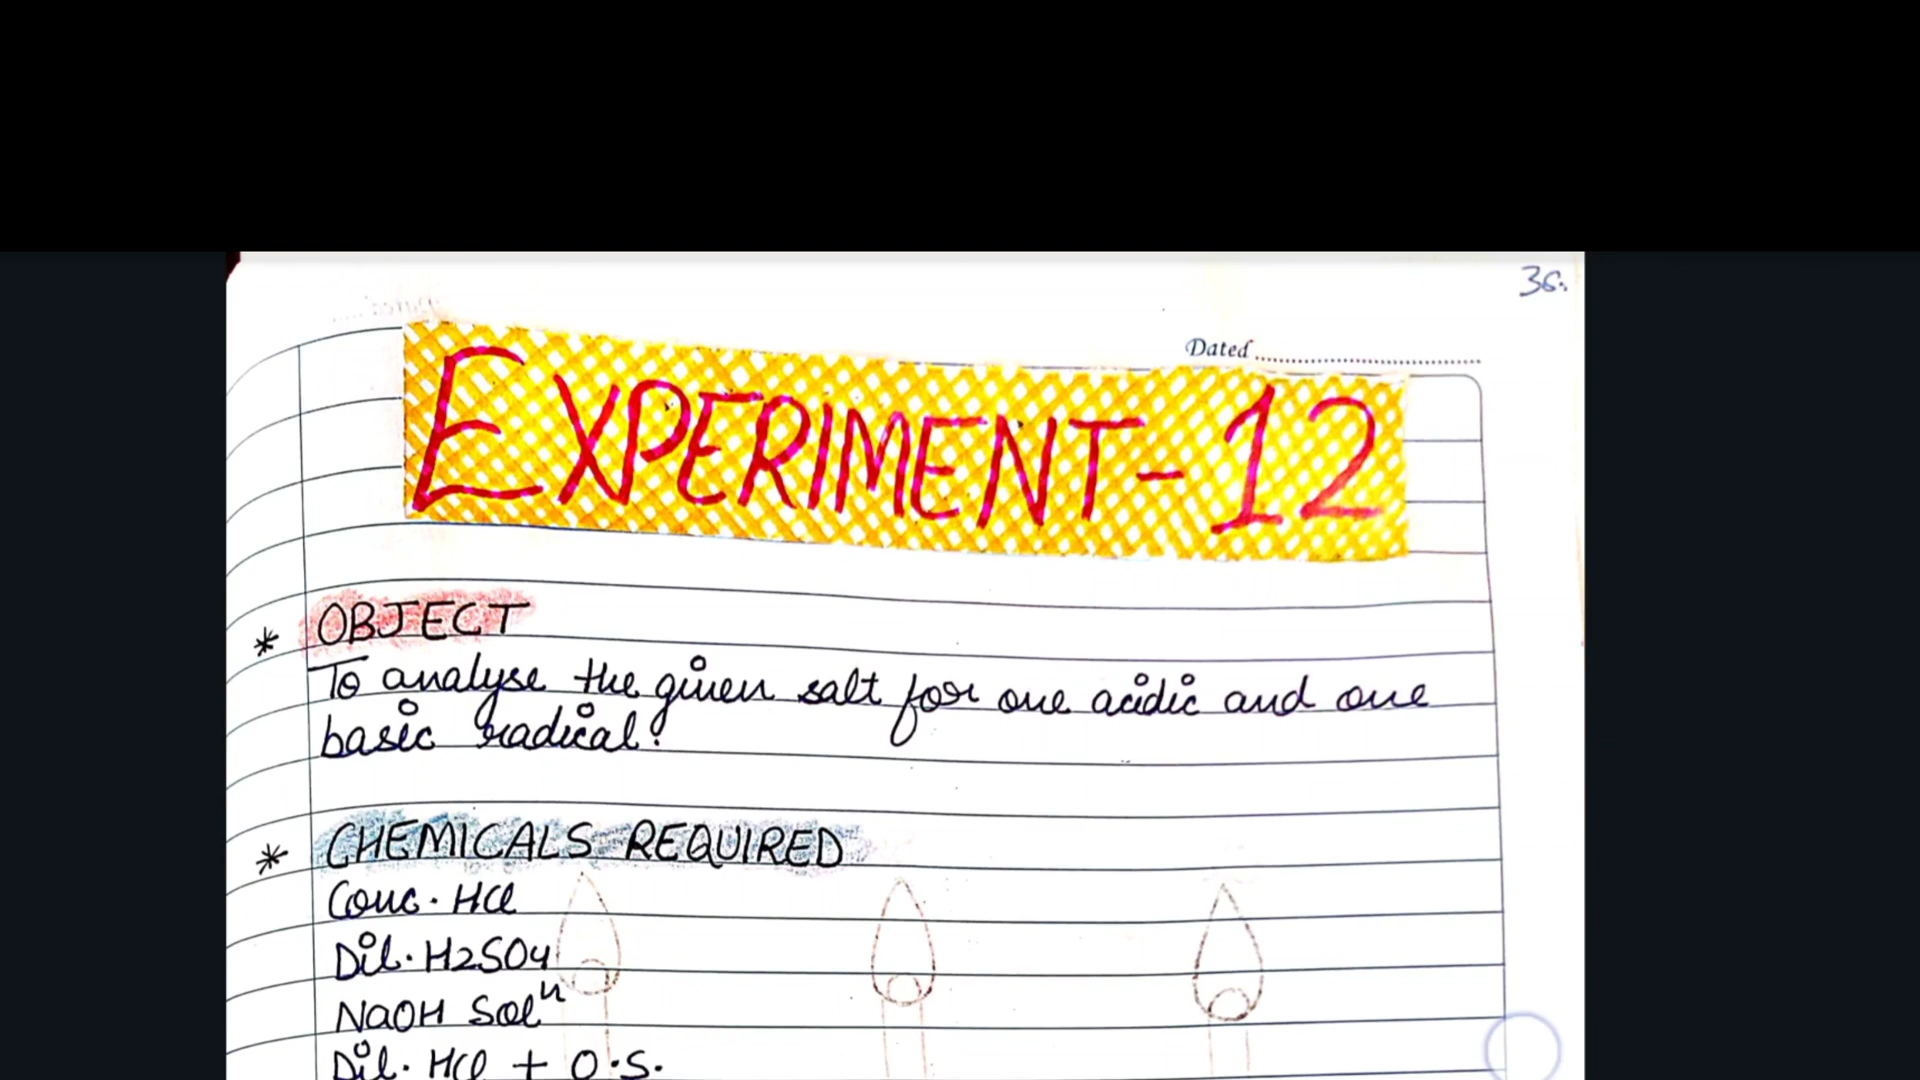 36.
Dated
EXPERIMENT-12
* OBJECT
To analyse the given salt for one acidic and one
basic radical.
* CHEMICALS REQUIRED
Conc. HCl
Dil. H2SO4
NaOH Solⁿ
Dil. HCl + O.S.